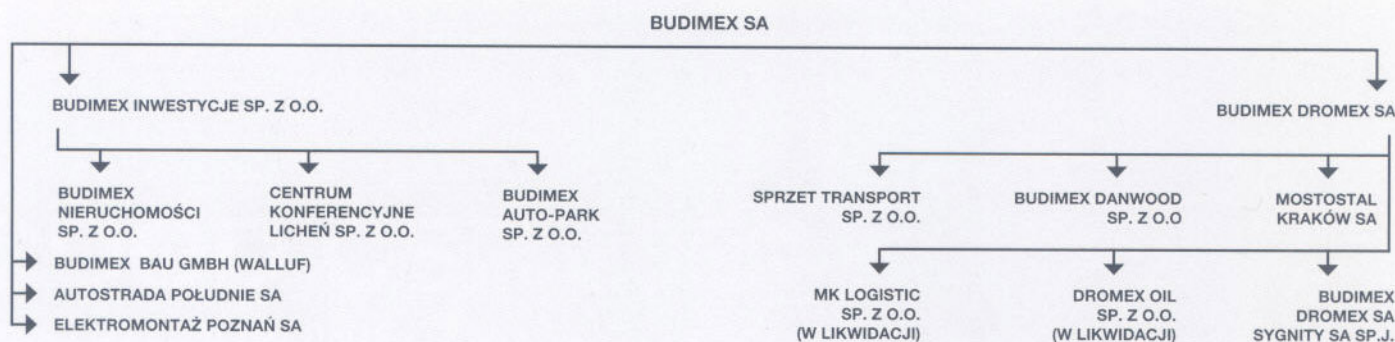 BUDIMEX SA
BUDIMEX INWESTYCJE SP. Z O.O.
BUDIMEX DROMEX SA
BUDIMEX
NIERUCHOMOŚCI
SP. Z O.O.
CENTRUM
KONFERENCYJNE
LICHEŃ SP. Z O.O.
BUDIMEX
AUTO-PARK
SP. Z O.O.
SPRZET TRANSPORT
SP. Z O.O.
BUDIMEX DANWOOD
SP. Z O.O
MOSTOSTAL
KRAKÓW SA
BUDIMEX BAU GMBH (WALLUF)
AUTOSTRADA POŁUDNIE SA
ELEKTROMONTAŻ POZNAŃ SA
MK LOGISTIC
SP. Z O.O.
(W LIKWIDACJI)
DROMEX OIL
SP. Z O.O.
(W LIKWIDACJI)
BUDIMEX
DROMEX SA
SYGNITY SA SP.J.